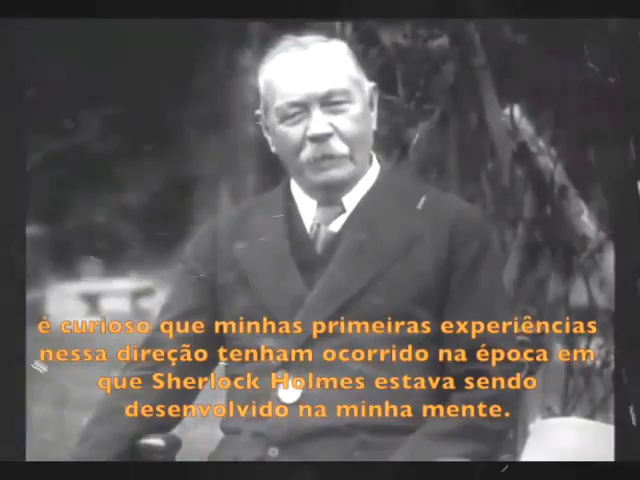 é curioso que minhas primeiras experiências
nessa direção tenham ocorrido na época em
que Sherlock Holmes estava sendo
desenvolvido na minha mente.